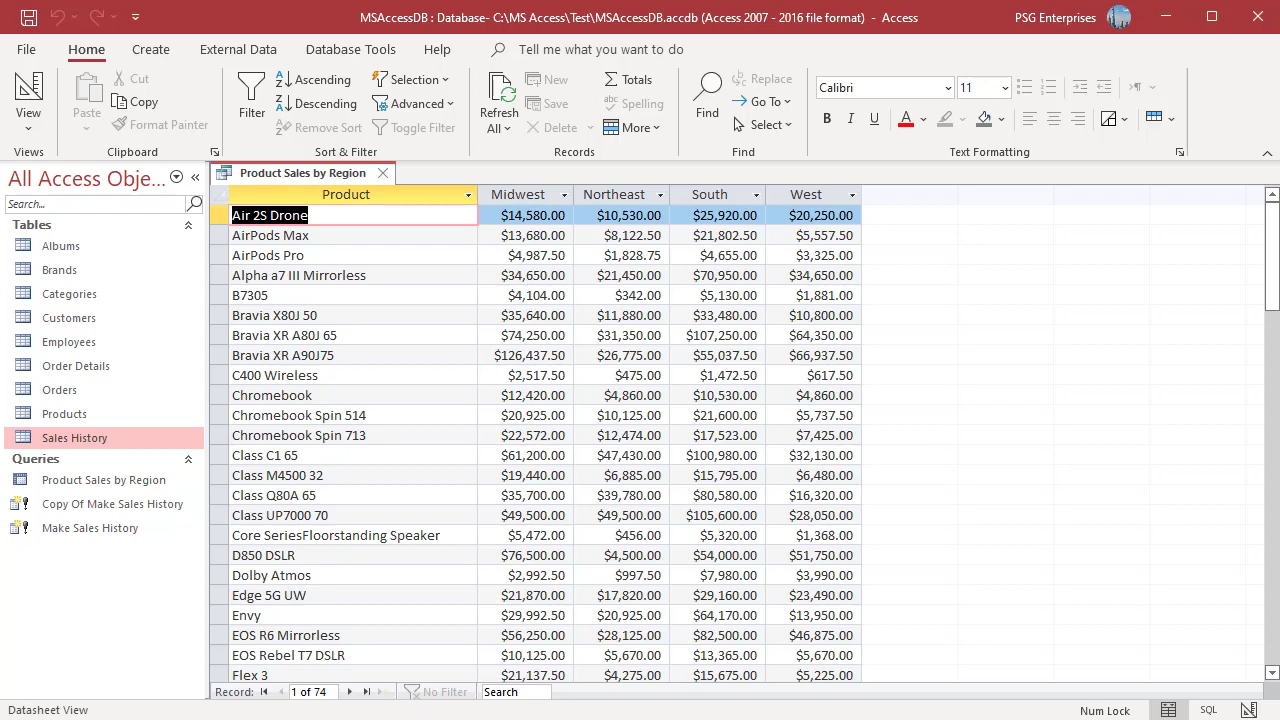 MSAccessDB : Database- C:\MS Access\Test\MSAccessDB.accdb (Access 2007 - 2016 file format) - Access
PSG Enterprises
File Home Create External Data Database Tools Help Tell me what you want to do
View
Views
Paste
Cut
Copy
Format Painter
Clipboard
Filter
Ascending
Descending
Remove Sort
Selection
Advanced
Toggle Filter
Sort & Filter
Refresh
All
New
Save
Delete
Totals
Spelling
More
Records
Find
Replace
Go To
Select
Find
Calibri 11
B I U A
Text Formatting
All Access Obje...
Search...
Tables
Albums
Brands
Categories
Customers
Employees
Order Details
Orders
Products
Sales History
Queries
Product Sales by Region
Copy Of Make Sales History
Make Sales History
Product Sales by Region
Product Midwest Northeast South West
Air 2S Drone $14,580.00 $10,530.00 $25,920.00 $20,250.00
AirPods Max $13,680.00 $8,122.50 $21,802.50 $5,557.50
AirPods Pro $4,987.50 $1,828.75 $4,655.00 $3,325.00
Alpha a7 III Mirrorless $34,650.00 $21,450.00 $70,950.00 $34,650.00
B7305 $4,104.00 $342.00 $5,130.00 $1,881.00
Bravia X80J 50 $35,640.00 $11,880.00 $33,480.00 $10,800.00
Bravia XR A80J 65 $74,250.00 $31,350.00 $107,250.00 $64,350.00
Bravia XR A90J75 $126,437.50 $26,775.00 $55,037.50 $66,937.50
C400 Wireless $2,517.50 $475.00 $1,472.50 $617.50
Chromebook $12,420.00 $4,860.00 $10,530.00 $4,860.00
Chromebook Spin 514 $20,925.00 $10,125.00 $21,600.00 $5,737.50
Chromebook Spin 713 $22,572.00 $12,474.00 $17,523.00 $7,425.00
Class C1 65 $61,200.00 $47,430.00 $100,980.00 $32,130.00
Class M4500 32 $19,440.00 $6,885.00 $15,795.00 $6,480.00
Class Q80A 65 $35,700.00 $39,780.00 $80,580.00 $16,320.00
Class UP7000 70 $49,500.00 $49,500.00 $105,600.00 $28,050.00
Core SeriesFloorstanding Speaker $5,472.00 $456.00 $5,320.00 $1,368.00
D850 DSLR $76,500.00 $4,500.00 $54,000.00 $51,750.00
Dolby Atmos $2,992.50 $997.50 $7,980.00 $3,990.00
Edge 5G UW $21,870.00 $17,820.00 $29,160.00 $23,490.00
Envy $29,992.50 $20,925.00 $64,170.00 $13,950.00
EOS R6 Mirrorless $56,250.00 $28,125.00 $82,500.00 $46,875.00
EOS Rebel T7 DSLR $10,125.00 $5,670.00 $13,365.00 $5,670.00
Flex 3 $21,137.50 $4,275.00 $15,675.00 $5,225.00
Record: 1 of 74 No Filter Search
Datasheet View
Num Lock SQL